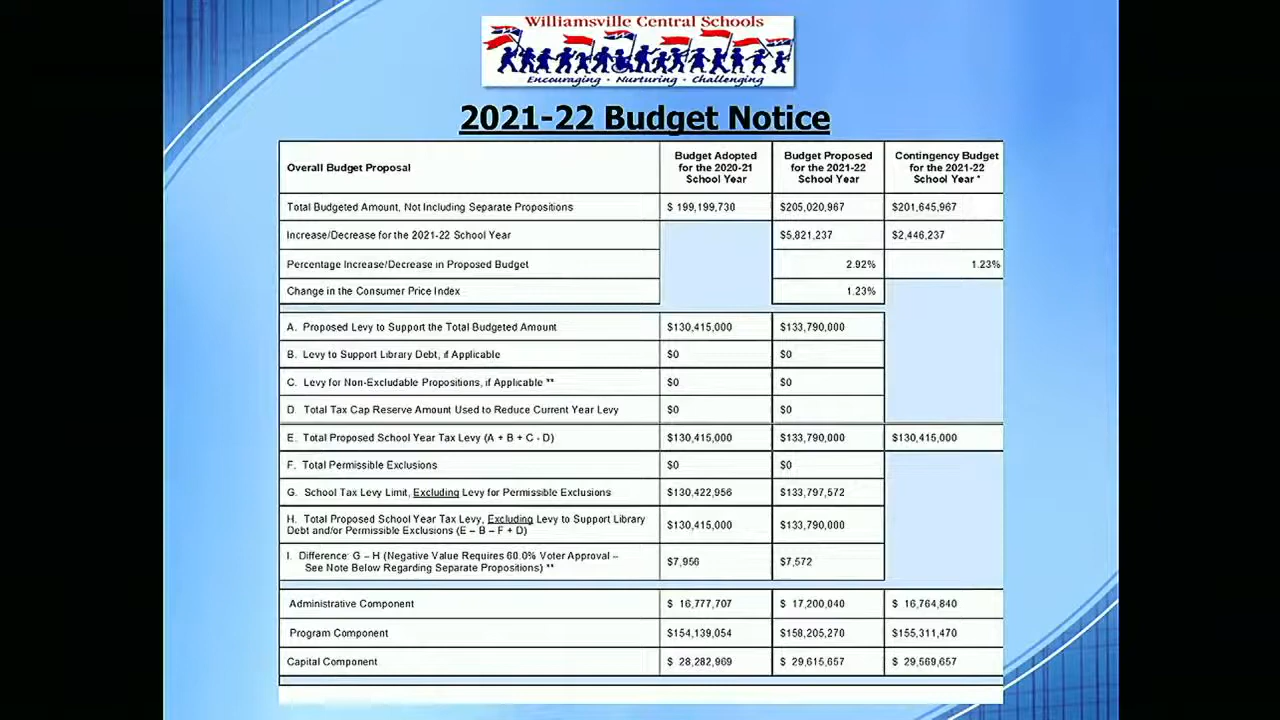 Williamsville Central Schools
Encouraging • Nurturing • Challenging
2021-22 Budget Notice
Overall Budget Proposal
Budget Adopted
for the 2020-21
School Year
Budget Proposed
for the 2021-22
School Year
Contingency Budget
for the 2021-22
School Year *
Total Budgeted Amount, Not Including Separate Propositions $ 199,199,730 $205,020,967 $201,645,967
Increase/Decrease for the 2021-22 School Year $5,821,237 $2,446,237
Percentage Increase/Decrease in Proposed Budget 2.92% 1.23%
Change in the Consumer Price Index 1.23%
A. Proposed Levy to Support the Total Budgeted Amount $130,415,000 $133,790,000
B. Levy to Support Library Debt, if Applicable $0 $0
C. Levy for Non-Excludable Propositions, if Applicable ** $0 $0
D. Total Tax Cap Reserve Amount Used to Reduce Current Year Levy $0 $0
E. Total Proposed School Year Tax Levy (A + B + C - D) $130,415,000 $133,790,000 $130,415,000
F. Total Permissible Exclusions $0 $0
G. School Tax Levy Limit, Excluding Levy for Permissible Exclusions $130,422,956 $133,797,572
H. Total Proposed School Year Tax Levy, Excluding Levy to Support Library
Debt and/or Permissible Exclusions (E – B – F + D) $130,415,000 $133,790,000
I. Difference: G – H (Negative Value Requires 60.0% Voter Approval –
See Note Below Regarding Separate Propositions) ** $7,956 $7,572
Administrative Component $ 16,777,707 $ 17,200,040 $ 16,764,840
Program Component $154,139,054 $158,205,270 $155,311,470
Capital Component $ 28,282,969 $ 29,615,657 $ 29,569,657